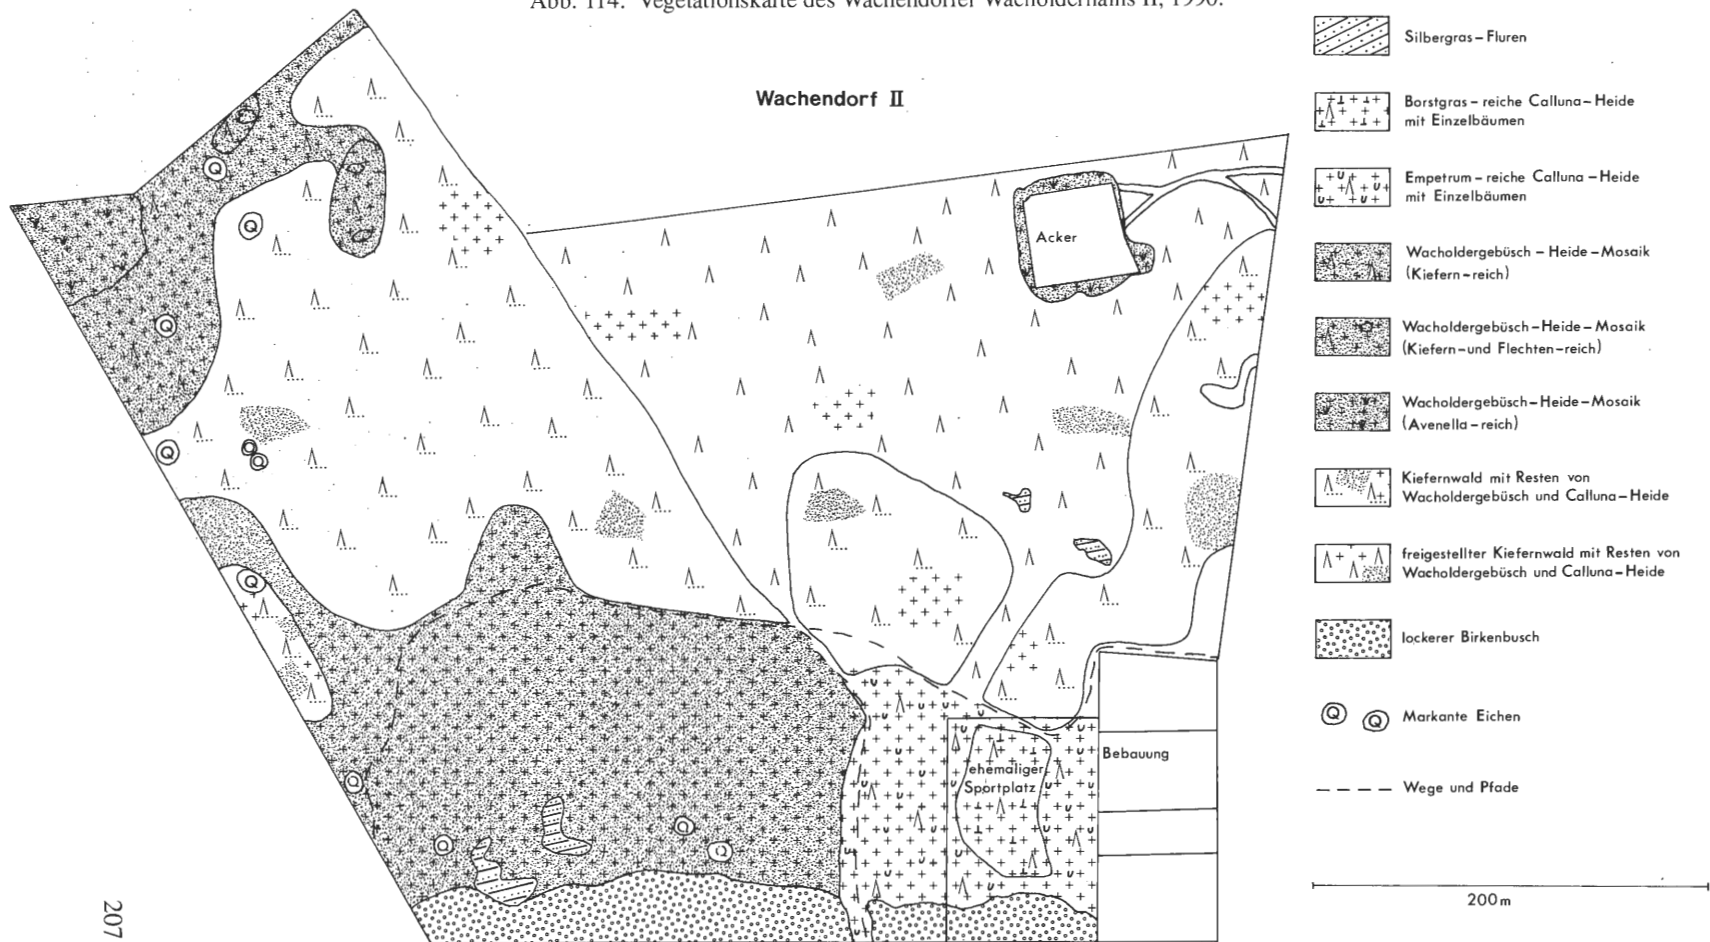 Abb. 114. Vegetationskarte des Wachendorfer Wacholderhains II, 1990.
Wachendorf II
Acker
ehemaliger
Sportplatz
Bebauung
Silbergras-Fluren
Borstgras-reiche Calluna-Heide
mit Einzelbäumen
Empetrum-reiche Calluna-Heide
mit Einzelbäumen
Wacholdergebüsch-Heide-Mosaik
(Kiefern-reich)
Wacholdergebüsch-Heide-Mosaik
(Kiefern-und Flechten-reich)
Wacholdergebüsch-Heide-Mosaik
(Avenella-reich)
Kiefernwald mit Resten von
Wacholdergebüsch und Calluna-Heide
freigestellter Kiefernwald mit Resten von
Wacholdergebüsch und Calluna-Heide
lockerer Birkenbusch
Markante Eichen
Wege und Pfade
200m
207